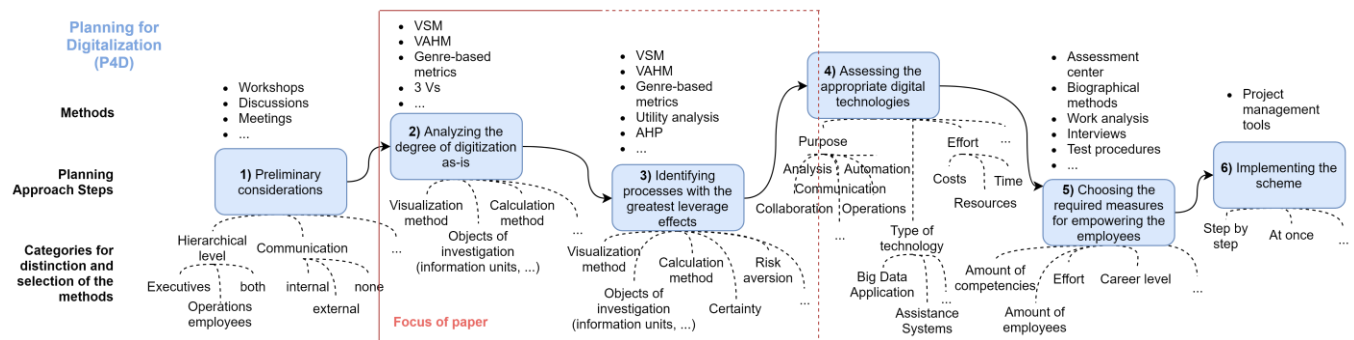 Planning for
Digitalization
(P4D)
Methods
Planning
Approach Steps
Categories for
distinction and
selection of the
methods
• Workshops
• Discussions
• Meetings
• ...
1) Preliminary
considerations
Hierarchical
level
Communication
...
Executives
both
internal
none
Operations
employees
external
• VSM
• VAHM
• Genre-based
metrics
• 3 Vs
• ...
2) Analyzing the
degree of digitization
as-is
Visualization
method
Calculation
method
...
Objects of
investigation
(information units, ...)
Focus of paper
• VSM
• VAHM
• Genre-based
metrics
• Utility analysis
• AHP
• ...
3) Identifying processes
with the
greatest leverage
effects
Visualization
method
Calculation
method
Risk
aversion
Objects of
investigation
(information units, ...)
Certainty
...
4) Assessing the
appropriate digital
technologies
Purpose
Effort
...
Analysis
Automation
Communication
Collaboration
Operations
...
Costs
Time
Resources
Type of
technology
Big Data
Application
...
Assistance
Systems
• Assessment
center
• Biographical
methods
• Work analysis
• Interviews
• Test procedures
• ...
5) Choosing the
required measures
for empowering the
employees
Amount of
competencies
Effort
Career level
...
Amount of
employees
• Project
management
tools
6) Implementing the
scheme
Step by
step
At once
...